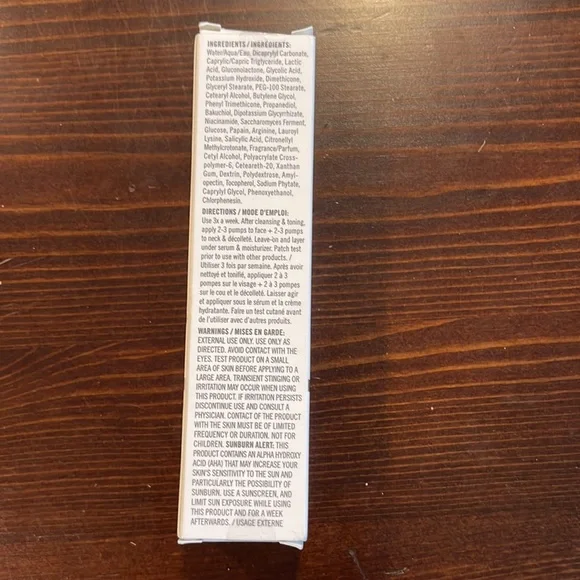 INGREDIENTS / INGRÉDIENTS:
Water/Aqua/Eau, Dicaprylyl Carbonate,
Caprylic/Capric Triglyceride, Lactic
Acid, Gluconolactone, Glycolic Acid,
Potassium Hydroxide, Dimethicone,
Glyceryl Stearate, PEG-100 Stearate,
Cetearyl Alcohol, Butylene Glycol,
Phenyl Trimethicone, Propanediol,
Bakuchiol, Dipotassium Glycyrrhizate,
Niacinamide, Saccharomyces Ferment,
Glucose, Papain, Arginine, Lauroyl
Lysine, Salicylic Acid, Citronellyl
Methylcrotonate, Fragrance/Parfum,
Cetyl Alcohol, Polyacrylate Cross-
polymer-6, Ceteareth-20, Xanthan
Gum, Dextrin, Polydextrose, Amyl-
opectin, Tocopherol, Sodium Phytate,
Caprylyl Glycol, Phenoxyethanol,
Chlorphenesin.
DIRECTIONS / MODE D'EMPLOI:
Use 3x a week. After cleansing & toning,
apply 2-3 pumps to face + 2-3 pumps
to neck & décolleté. Leave-in and layer
under serum & moisturizer. Patch test
prior to use with other products. /
Utiliser 3 fois par semaine. Après avoir
nettoyé et tonifié, appliquer 2 à 3
pompes sur le visage + 2 à 3 pompes
sur le cou et le décolleté. Laisser agir
et appliquer sous le sérum et la crème
hydratante. Faire un test cutané avant
de l'utiliser avec d'autres produits.
WARNINGS / MISES EN GARDE:
EXTERNAL USE ONLY. USE ONLY AS
DIRECTED. AVOID CONTACT WITH THE
EYES. TEST PRODUCT ON A SMALL
AREA OF SKIN BEFORE APPLYING TO A
LARGE AREA. TRANSIENT STINGING OR
IRRITATION MAY OCCUR WHEN USING
THIS PRODUCT. IF IRRITATION PERSISTS
DISCONTINUE USE AND CONSULT A
PHYSICIAN. CONTACT OF THE PRODUCT
WITH THE SKIN MUST BE OF LIMITED
FREQUENCY OR DURATION. NOT FOR
CHILDREN. SUNBURN ALERT: THIS
PRODUCT CONTAINS AN ALPHA HYDROXY
ACID (AHA) THAT MAY INCREASE YOUR
SKIN'S SENSITIVITY TO THE SUN AND
PARTICULARLY THE POSSIBILITY OF
SUNBURN. USE A SUNSCREEN, AND
LIMIT SUN EXPOSURE WHILE USING
THIS PRODUCT AND FOR A WEEK
AFTERWARDS. / USAGE EXTERNE